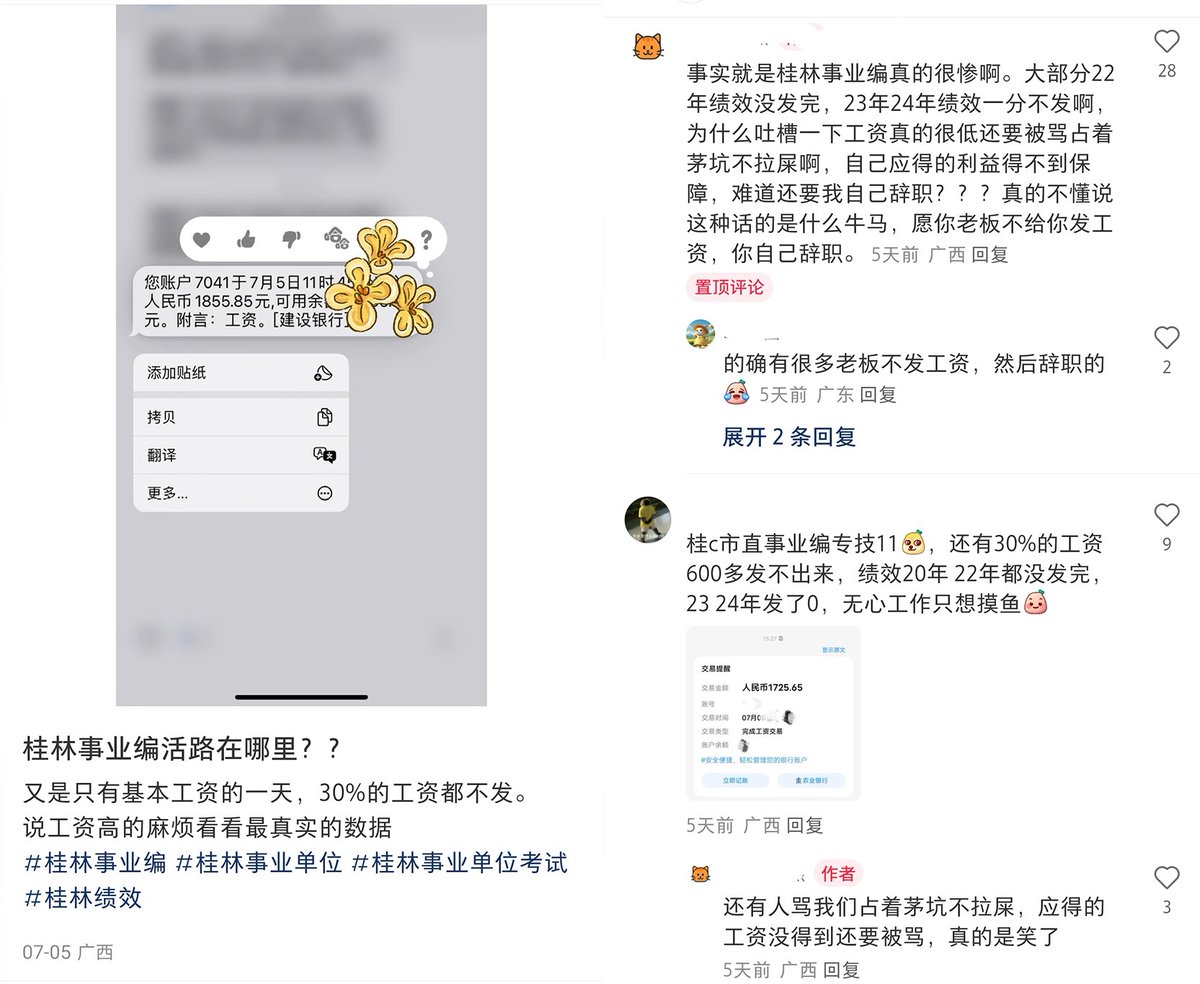 ?
您账户7041于7月5日11时4
人民币1855.85元,可用余
元。附言：工资。[建设银行]
添加贴纸
拷贝
翻译
更多...
桂林事业编活路在哪里？？
又是只有基本工资的一天，30%的工资都不发。
说工资高的麻烦看看最真实的数据
#桂林事业编 #桂林事业单位 #桂林事业单位考试
#桂林绩效
07-05 广西
28
事实就是桂林事业编真的很惨啊。大部分22
年绩效没发完，23年24年绩效一分不发啊，
为什么吐槽一下工资真的很低还要被骂占着
茅坑不拉屎啊，自己应得的利益得不到保
障，难道还要我自己辞职？？？真的不懂说
这种话的是什么牛马，愿你老板不给你发工
资，你自己辞职。 5天前 广西 回复
置顶评论
的确有很多老板不发工资，然后辞职的
2
5天前 广东 回复
展开 2 条回复
桂c市直事业编专技11，还有30%的工资
9
600多发不出来，绩效20年 22年都没发完，
23 24年发了0，无心工作只想摸鱼
15:27
显示原文
交易提醒
交易金额 人民币1725.65
账号
交易时间 07月0
交易类型 完成工资交易
账户余额
#安全便捷，轻松管理您的银行账户
立即记账 农业银行
5天前 广西 回复
作者
还有人骂我们占着茅坑不拉屎，应得的
3
工资没得到还要被骂，真的是笑了
5天前 广西 回复